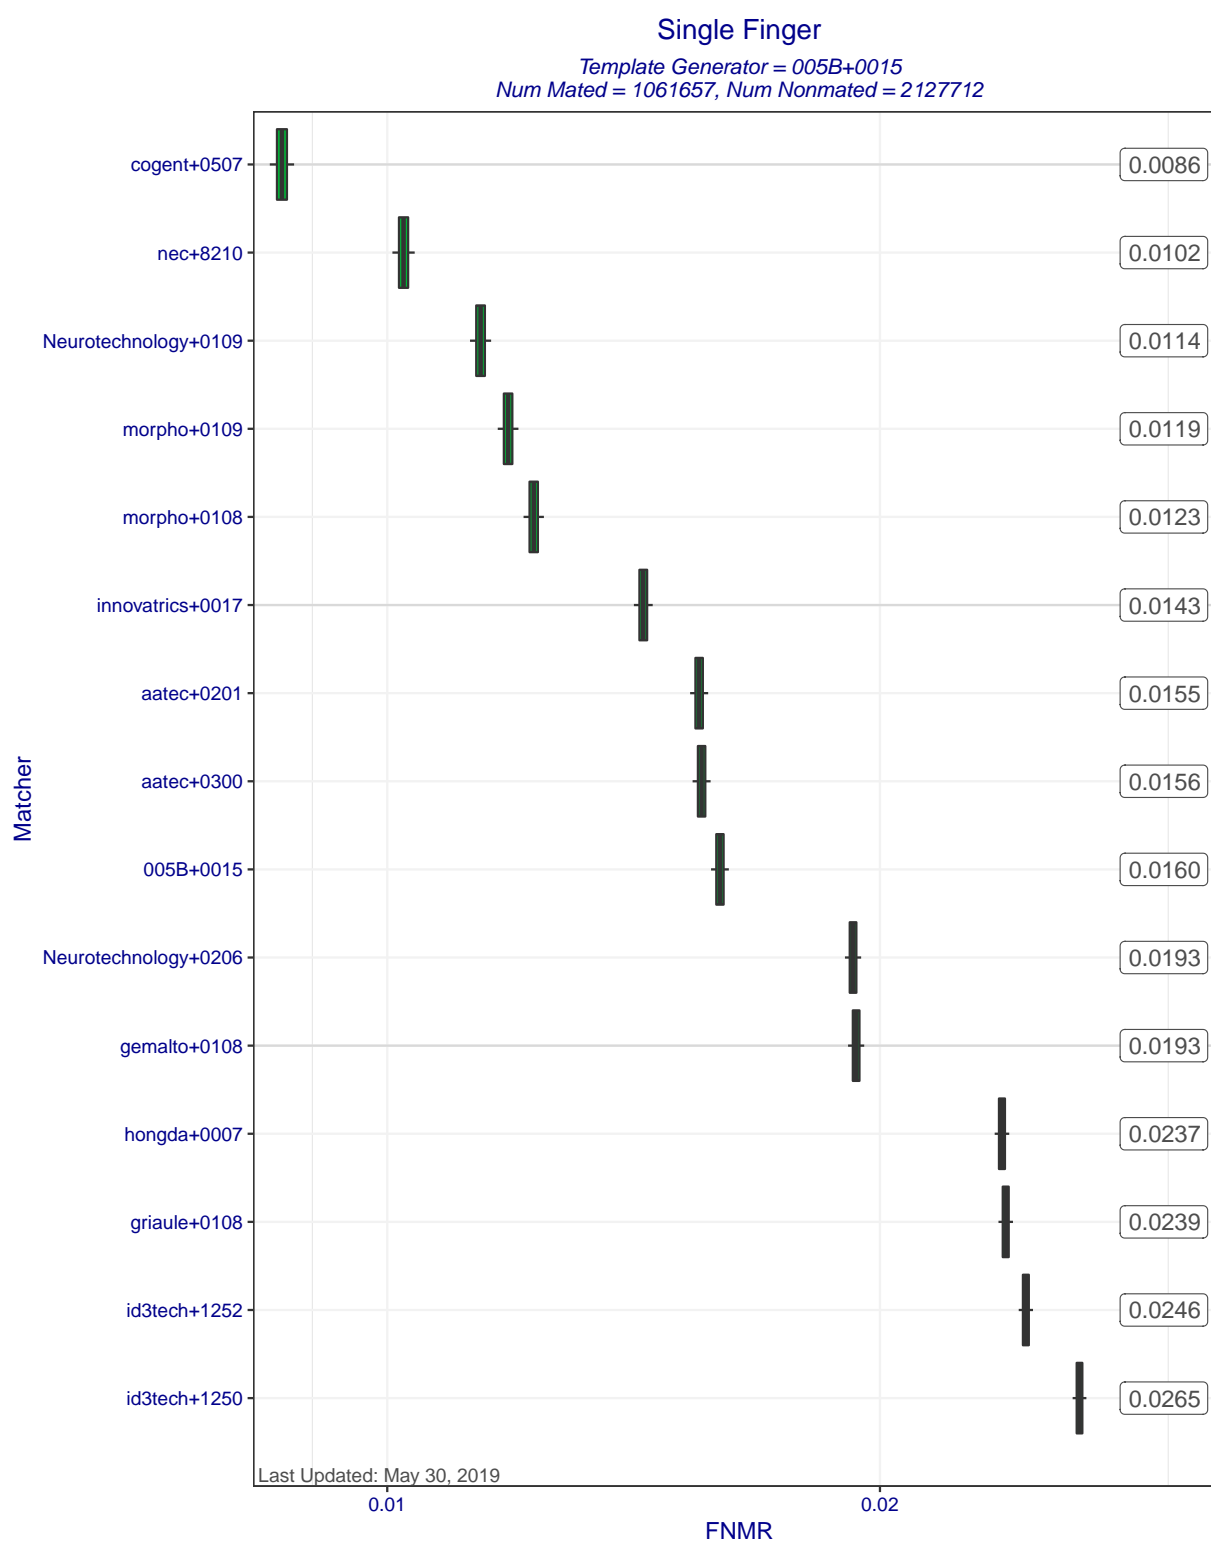 Single Finger
Template Generator = 005B+0015
Num Mated = 1061657, Num Nonmated = 2127712
cogent+0507 0.0086
nec+8210 0.0102
Neurotechnology+0109 0.0114
morpho+0109 0.0119
morpho+0108 0.0123
innovatrics+0017 0.0143
aatec+0201 0.0155
aatec+0300 0.0156
005B+0015 0.0160
Neurotechnology+0206 0.0193
gemalto+0108 0.0193
hongda+0007 0.0237
griaule+0108 0.0239
id3tech+1252 0.0246
id3tech+1250 0.0265
Matcher
Last Updated: May 30, 2019
0.01 0.02
FNMR